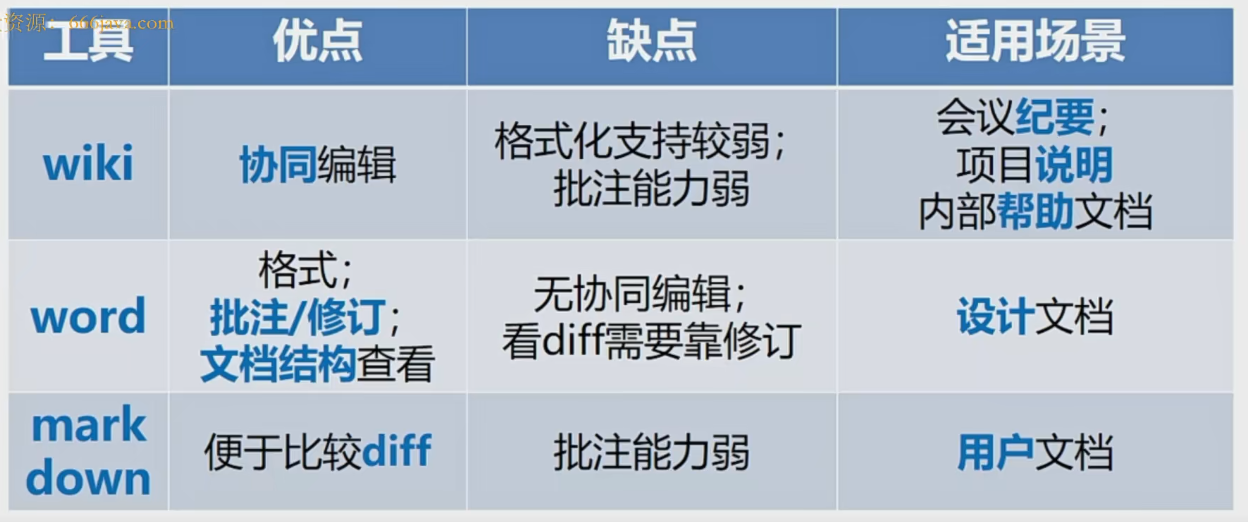 资源：666java.com
工具 优点 缺点 适用场景
wiki
协同编辑
格式化支持较弱；
批注能力弱
会议纪要；
项目说明
内部帮助文档
word
格式；
批注/修订；
文档结构查看
无协同编辑；
看diff需要靠修订
设计文档
mark
down
便于比较diff
批注能力弱
用户文档